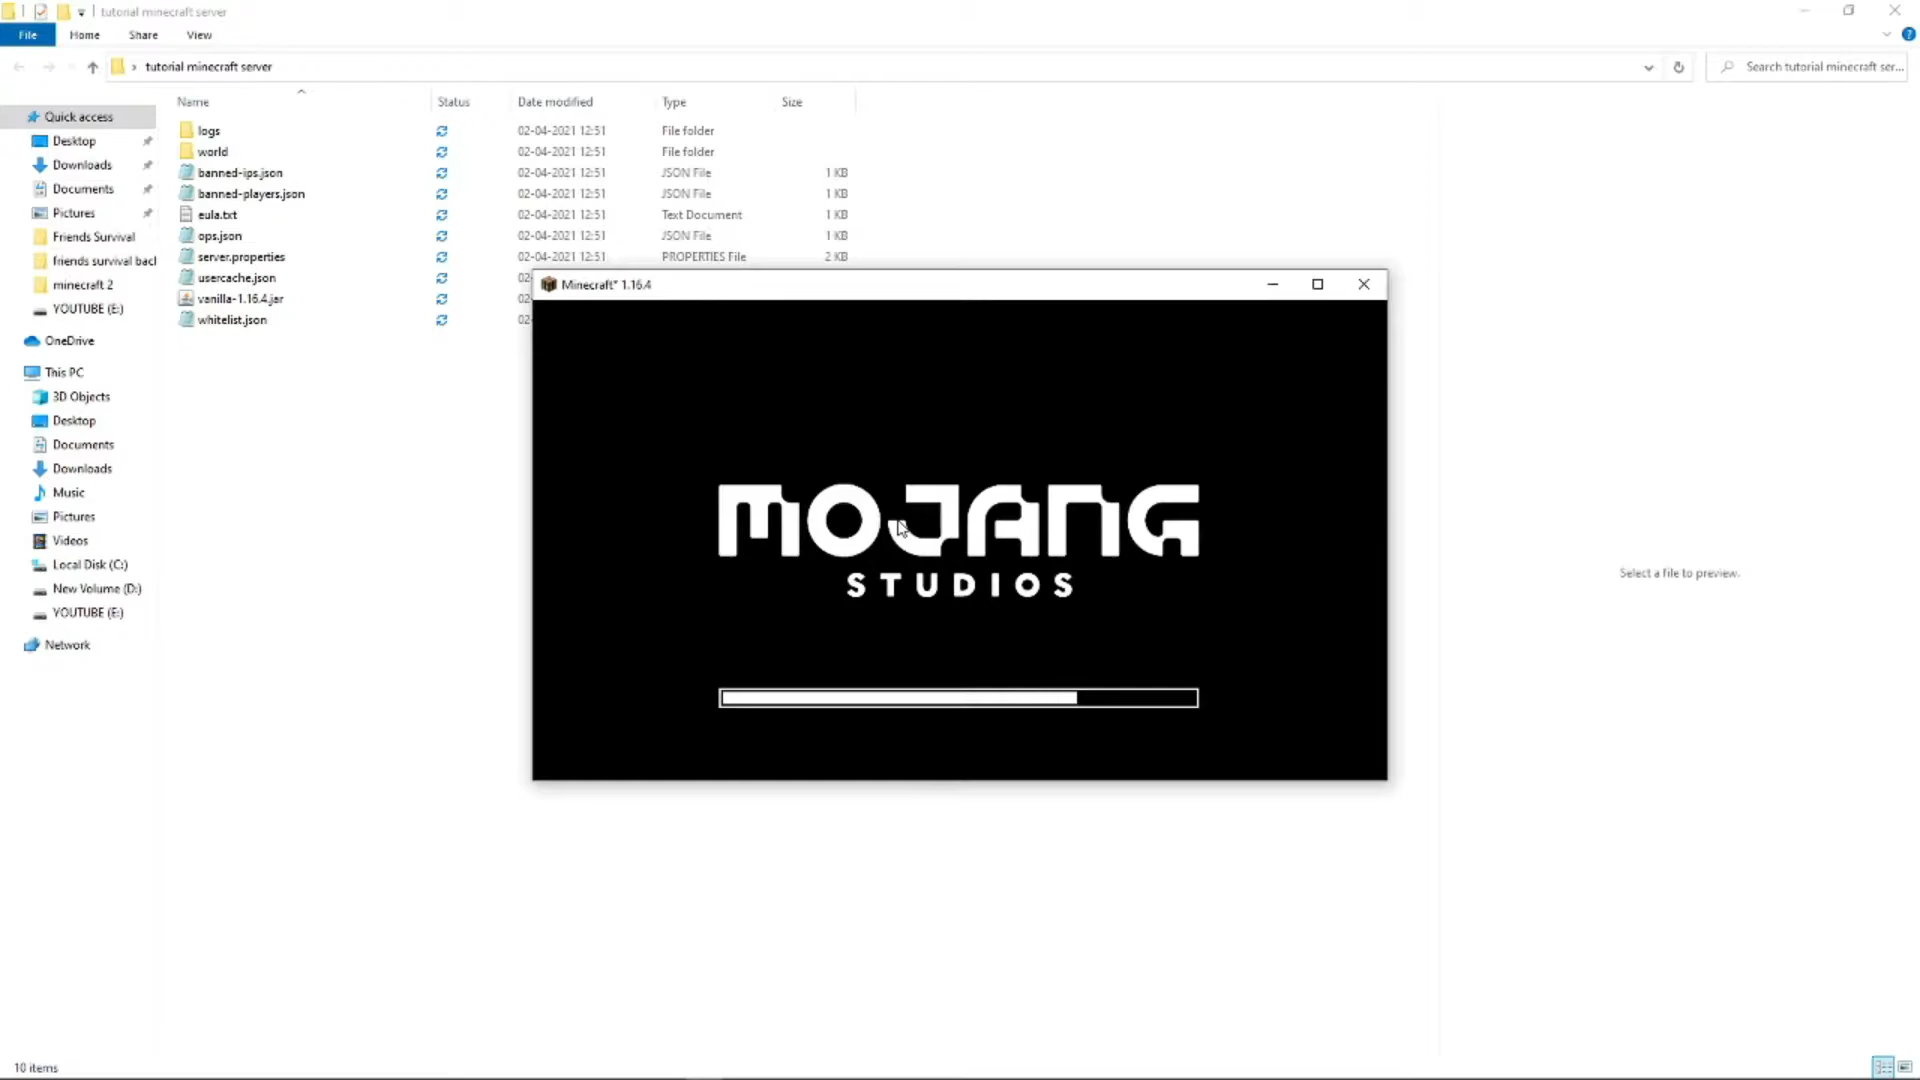 tutorial minecraft server
File Home Share View
tutorial minecraft server
Search tutorial minecraft ser...
Name Status Date modified Type Size
Quick access
Desktop
Downloads
Documents
Pictures
Friends Survival
friends survival bacl
minecraft 2
YOUTUBE (E:)
OneDrive
This PC
3D Objects
Desktop
Documents
Downloads
Music
Pictures
Videos
Local Disk (C:)
New Volume (D:)
YOUTUBE (E:)
Network
logs 02-04-2021 12:51 File folder
world 02-04-2021 12:51 File folder
banned-ips.json 02-04-2021 12:51 JSON File 1 KB
banned-players.json 02-04-2021 12:51 JSON File 1 KB
eula.txt 02-04-2021 12:51 Text Document 1 KB
ops.json 02-04-2021 12:51 JSON File 1 KB
server.properties 02-04-2021 12:51 PROPERTIES File 2 KB
usercache.json 02
vanilla-1.16.4.jar 02-
whitelist.json 02
Minecraft* 1.16.4
MOJANG
STUDIOS
Select a file to preview.
10 items